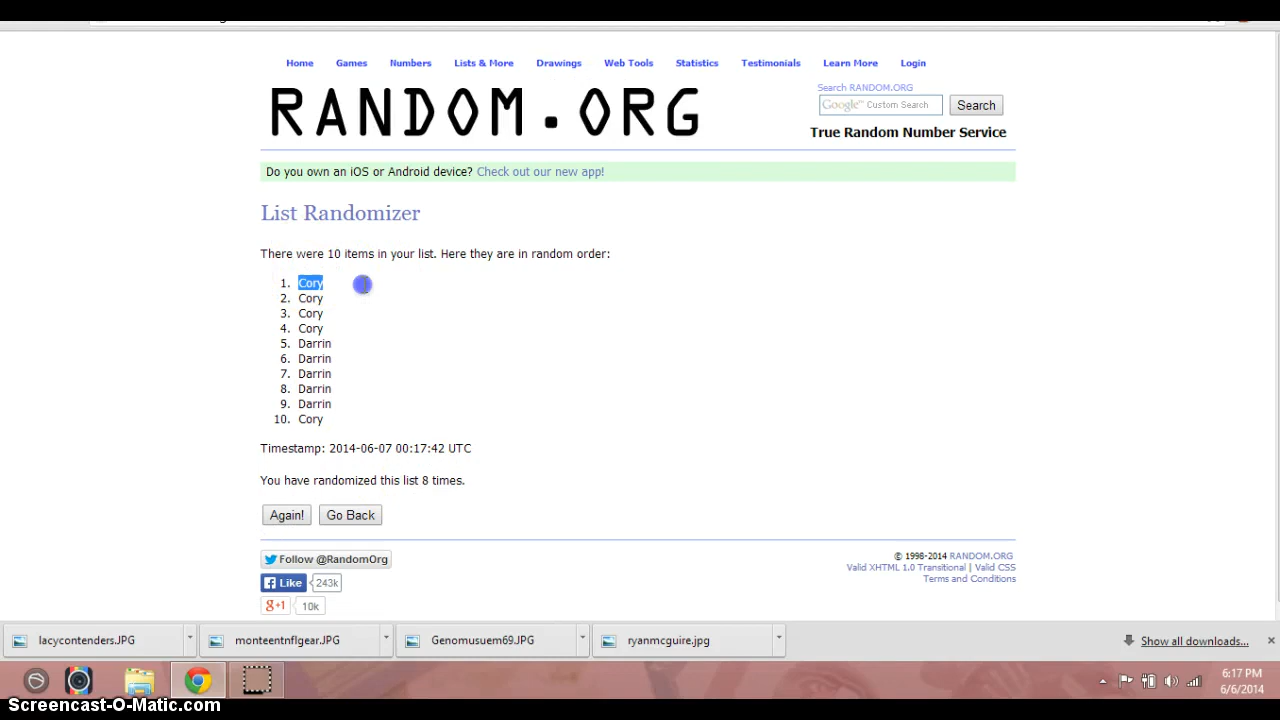 Home Games Numbers Lists & More Drawings Web Tools Statistics Testimonials Learn More Login
RANDOM.ORG
Search RANDOM.ORG
Google™ Custom Search Search
True Random Number Service
Do you own an iOS or Android device? Check out our new app!
List Randomizer
There were 10 items in your list. Here they are in random order:
1. Cory
2. Cory
3. Cory
4. Cory
5. Darrin
6. Darrin
7. Darrin
8. Darrin
9. Darrin
10. Cory
Timestamp: 2014-06-07 00:17:42 UTC
You have randomized this list 8 times.
Again! Go Back
Follow @RandomOrg
Like 243k
g+1 10k
© 1998-2014 RANDOM.ORG
Valid XHTML 1.0 Transitional | Valid CSS
Terms and Conditions
lacycontenders.JPG monteentnflgear.JPG Genomusuem69.JPG ryanmcguire.jpg Show all downloads...
6:17 PM
6/6/2014
Screencast-O-Matic.com